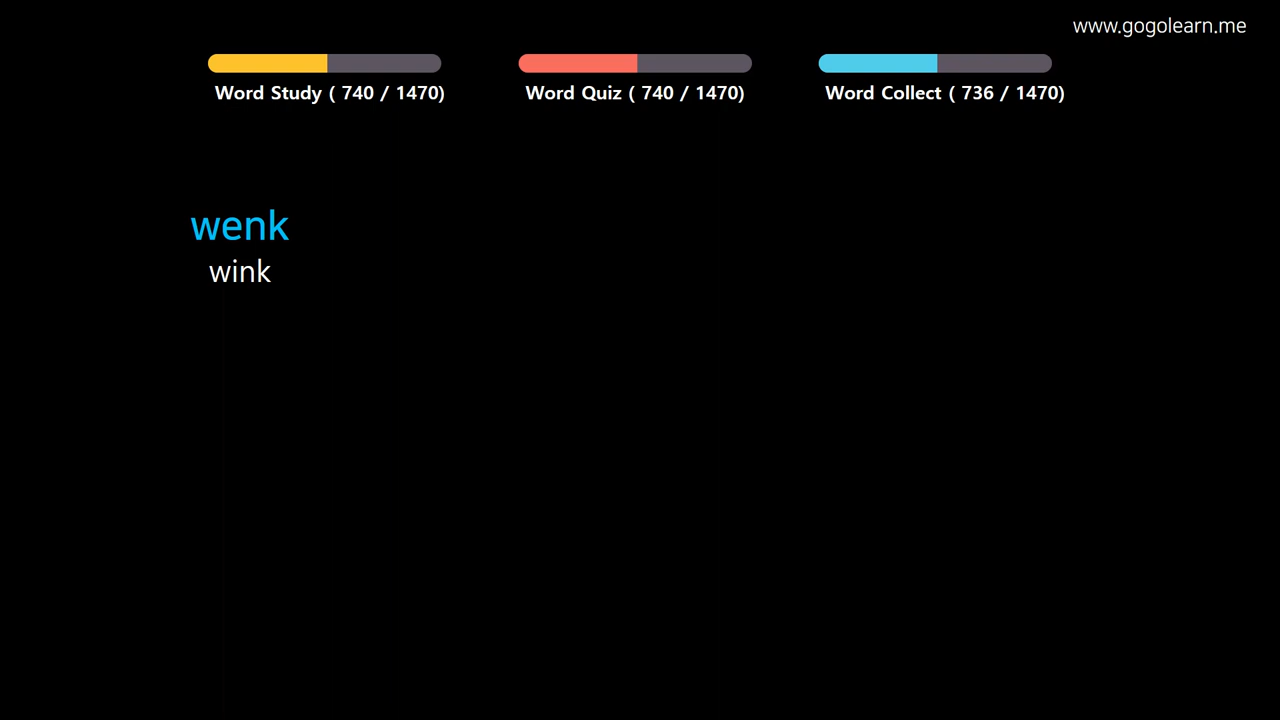 www.gogolearn.me
Word Study ( 740 / 1470)
Word Quiz ( 740 / 1470)
Word Collect ( 736 / 1470)
wenk
wink